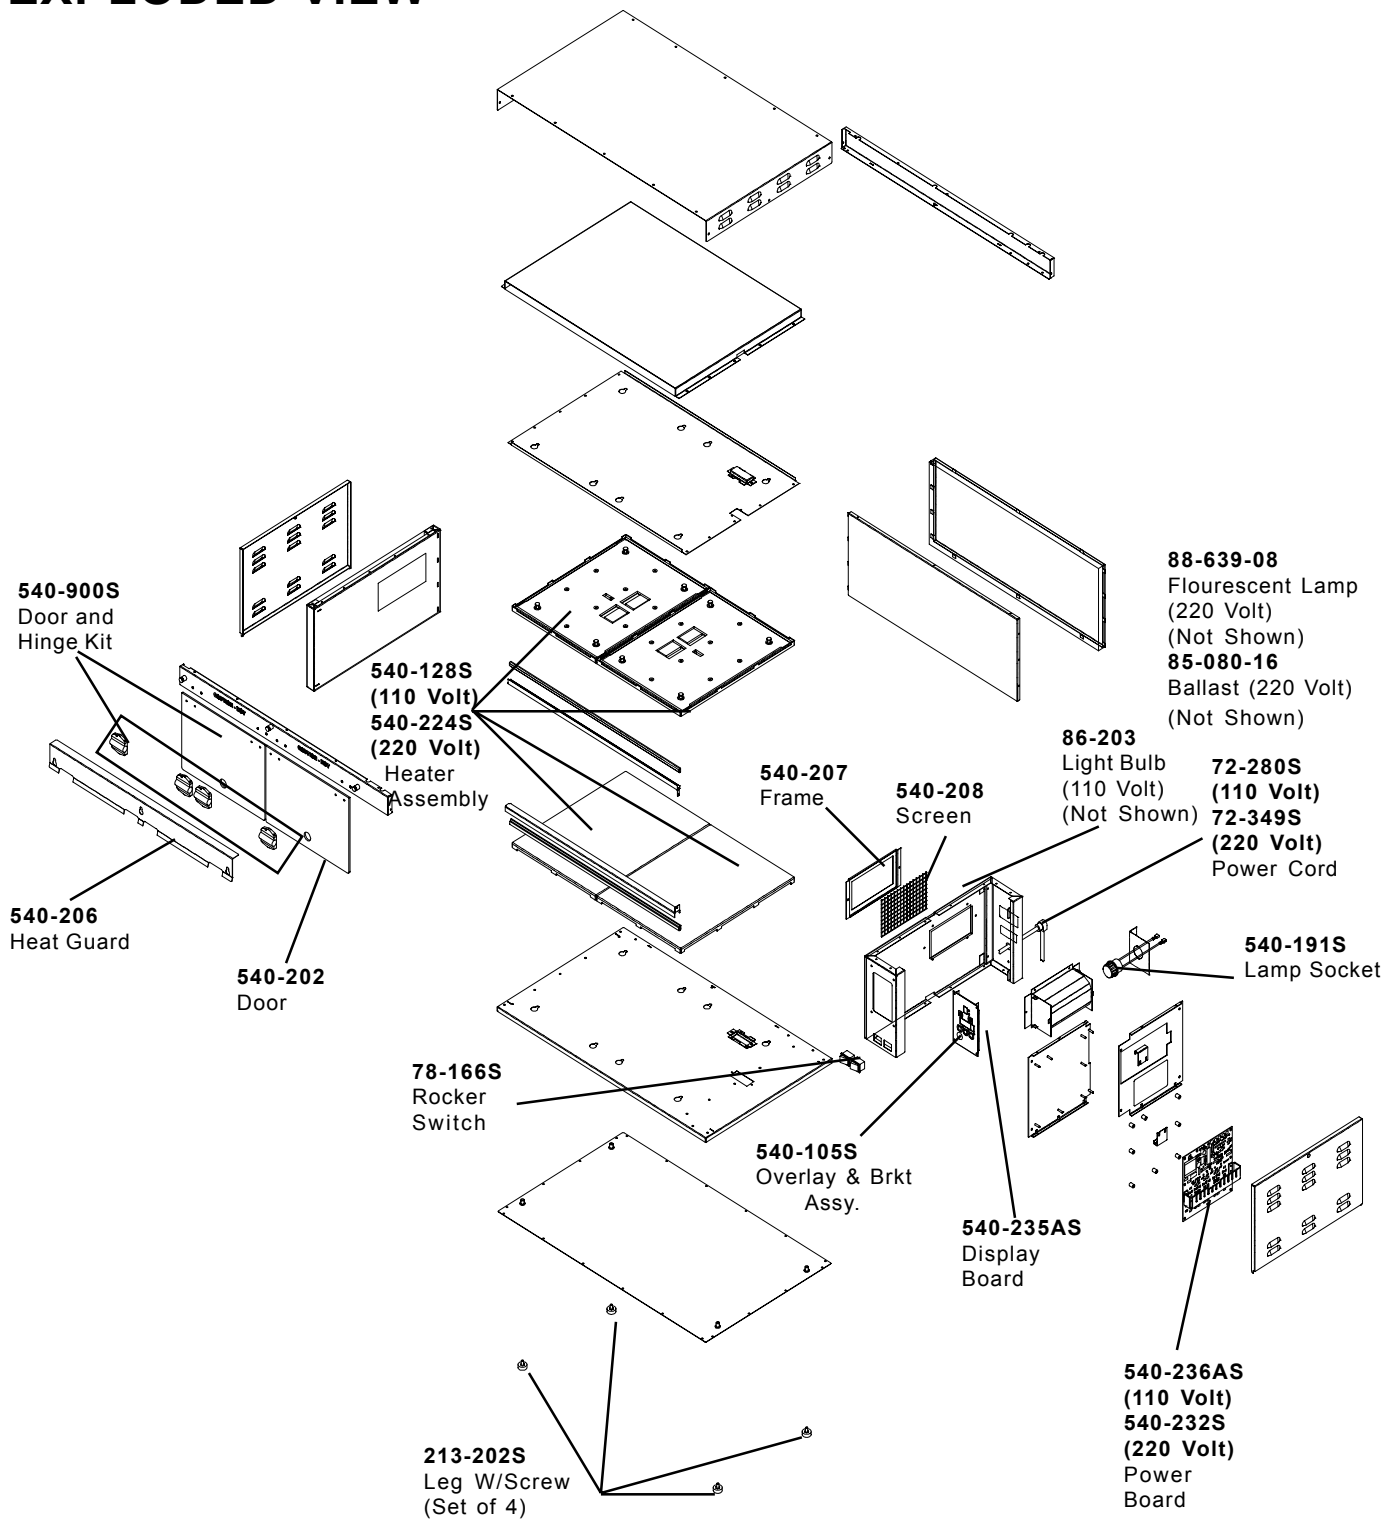 EXPLODED VIEW
540-900S
Door and
Hinge Kit
540-128S
(110 Volt)
540-224S
(220 Volt)
Heater
Assembly
540-206
Heat Guard
540-202
Door
88-639-08
Flourescent Lamp
(220 Volt)
(Not Shown)
85-080-16
Ballast (220 Volt)
(Not Shown)
86-203
Light Bulb
(110 Volt)
(Not Shown)
72-280S
(110 Volt)
72-349S
(220 Volt)
Power Cord
540-207
Frame
540-208
Screen
540-191S
Lamp Socket
78-166S
Rocker
Switch
540-105S
Overlay & Brkt
Assy.
540-235AS
Display
Board
540-236AS
(110 Volt)
540-232S
(220 Volt)
Power
Board
213-202S
Leg W/Screw
(Set of 4)